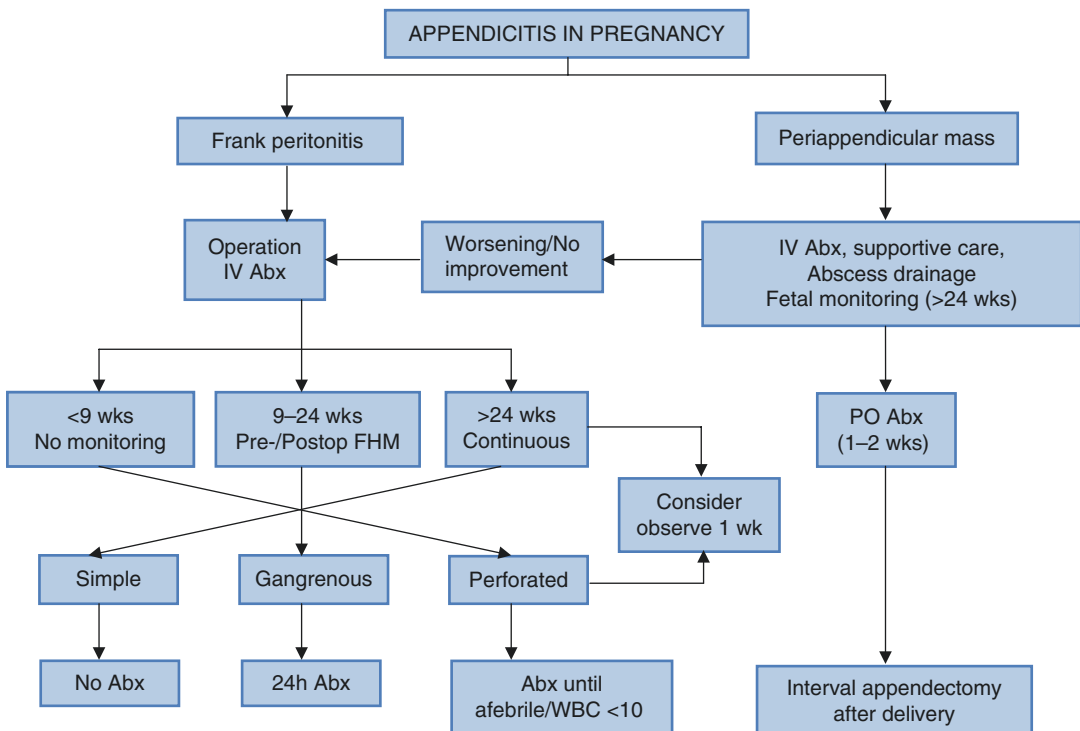 APPENDICITIS IN PREGNANCY
Frank peritonitis
Periappendicular mass
Operation
IV Abx
Worsening/No
improvement
IV Abx, supportive care,
Abscess drainage
Fetal monitoring (>24 wks)
<9 wks
No monitoring
9–24 wks
Pre-/Postop FHM
>24 wks
Continuous
PO Abx
(1–2 wks)
Consider
observe 1 wk
Simple
Gangrenous
Perforated
No Abx
24h Abx
Abx until
afebrile/WBC <10
Interval appendectomy
after delivery